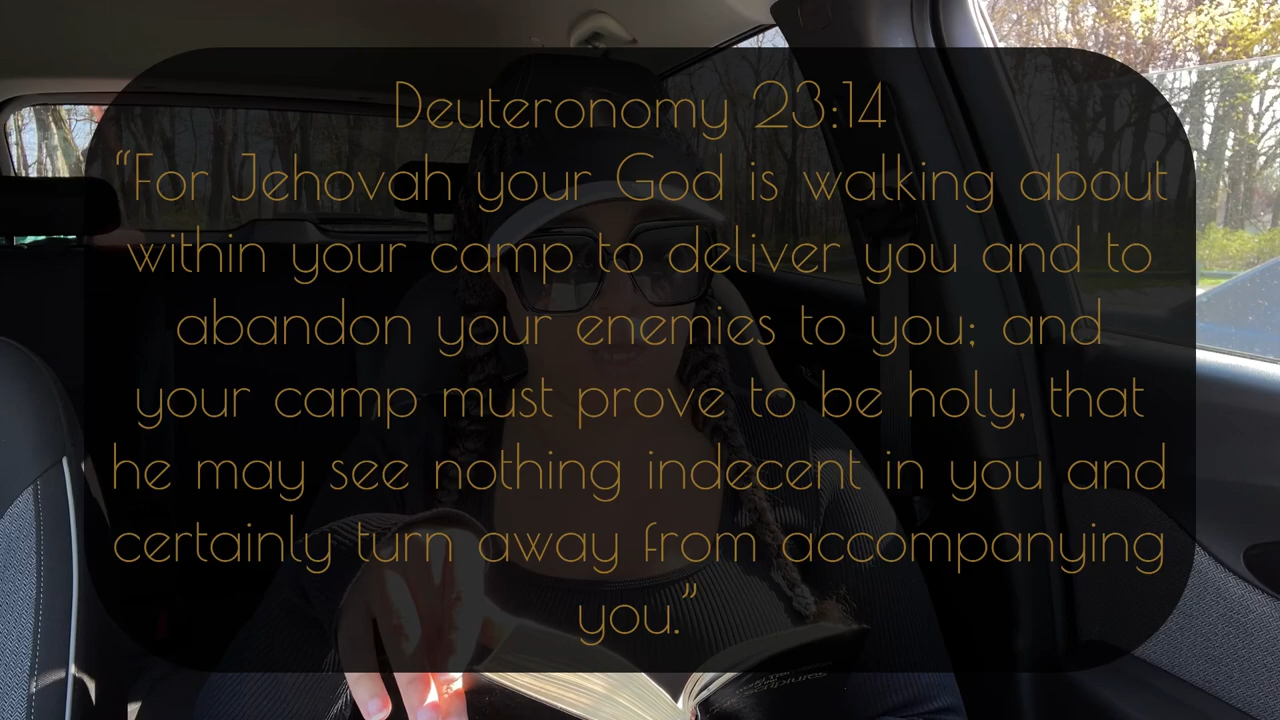 Deuteronomy 23:14
“For Jehovah your God is walking about
within your camp to deliver you and to
abandon your enemies to you; and
your camp must prove to be holy, that
he may see nothing indecent in you and
certainly turn away from accompanying
you.”